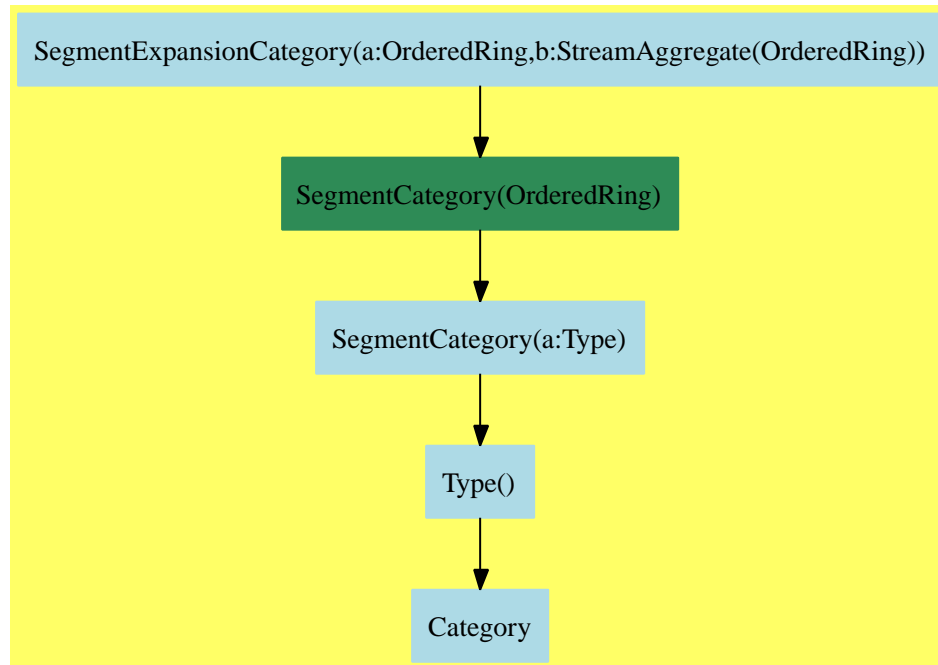 SegmentExpansionCategory(a:OrderedRing,b:StreamAggregate(OrderedRing))
SegmentCategory(OrderedRing)
SegmentCategory(a:Type)
Type()
Category